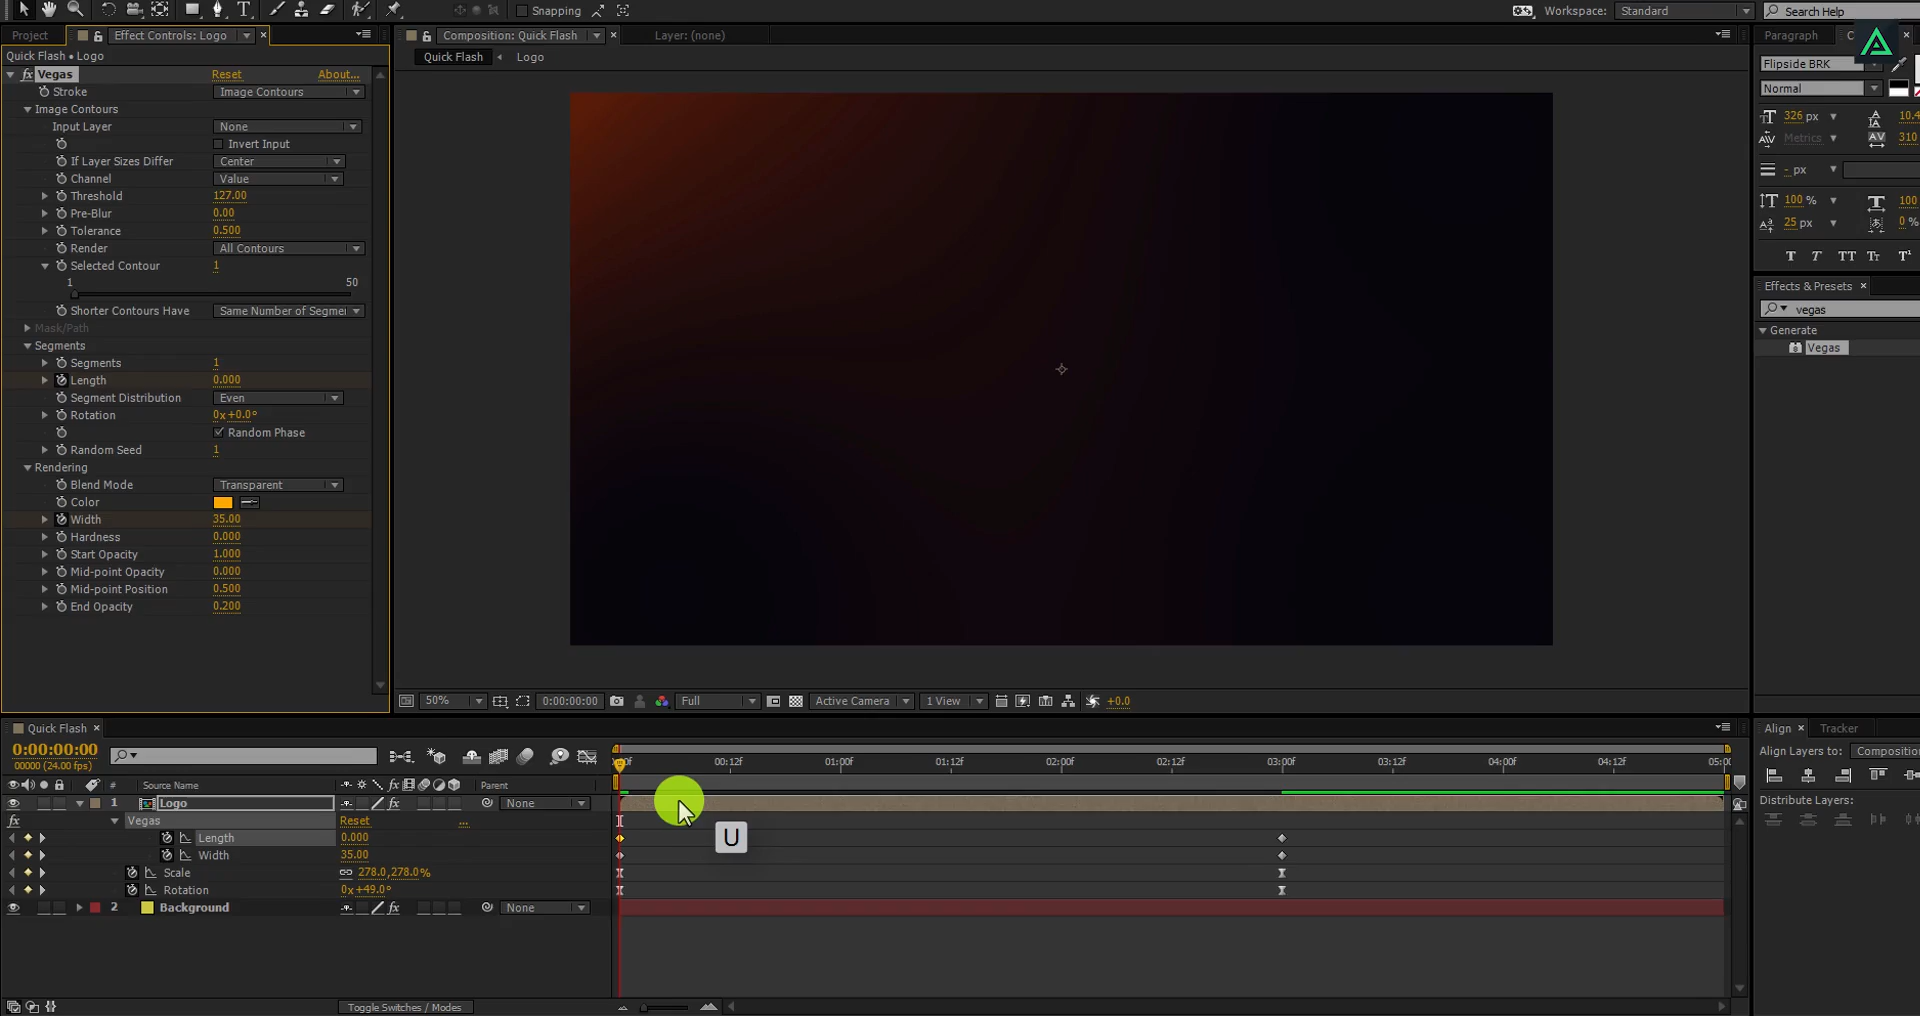 Snapping
Workspace: Standard
Search Help
Project
Effect Controls: Logo
Composition: Quick Flash
Layer: (none)
Paragraph
Quick Flash • Logo
Quick Flash
Logo
Flipside BRK
Vegas Reset About...
Normal
Stroke Image Contours
Image Contours
Input Layer None
Invert Input
If Layer Sizes Differ Center
Channel Value
Threshold 127.00
Pre-Blur 0.00
Tolerance 0.500
Render All Contours
Selected Contour 1
1 50
Shorter Contours Have Same Number of Segmer
Mask/Path
Segments
Segments 1
Length 0.000
Segment Distribution Even
Rotation 0x+0.0°
Random Phase
Random Seed 1
Rendering
Blend Mode Transparent
Color
Width 35.00
Hardness 0.000
Start Opacity 1.000
Mid-point Opacity 0.000
Mid-point Position 0.500
End Opacity 0.200
326 px 10.4
Metrics 310
- px
100 % 100
25 px 0 %
T T TT Tт T¹
Effects & Presets
vegas
Generate
Vegas
50% 0:00:00:00 Full Active Camera 1 View +0.0
Quick Flash
0:00:00:00
00000 (24.00 fps)
00:12f 01:00f 01:12f 02:00f 02:12f 03:00f 03:12f 04:00f 04:12f 05:00
# Source Name Parent
1 Logo None
Vegas Reset ...
Length 0.000
Width 35.00
Scale 278.0,278.0%
Rotation 0x+49.0°
2 Background None
U
Toggle Switches / Modes
Align Tracker
Align Layers to: Composition
Distribute Layers: